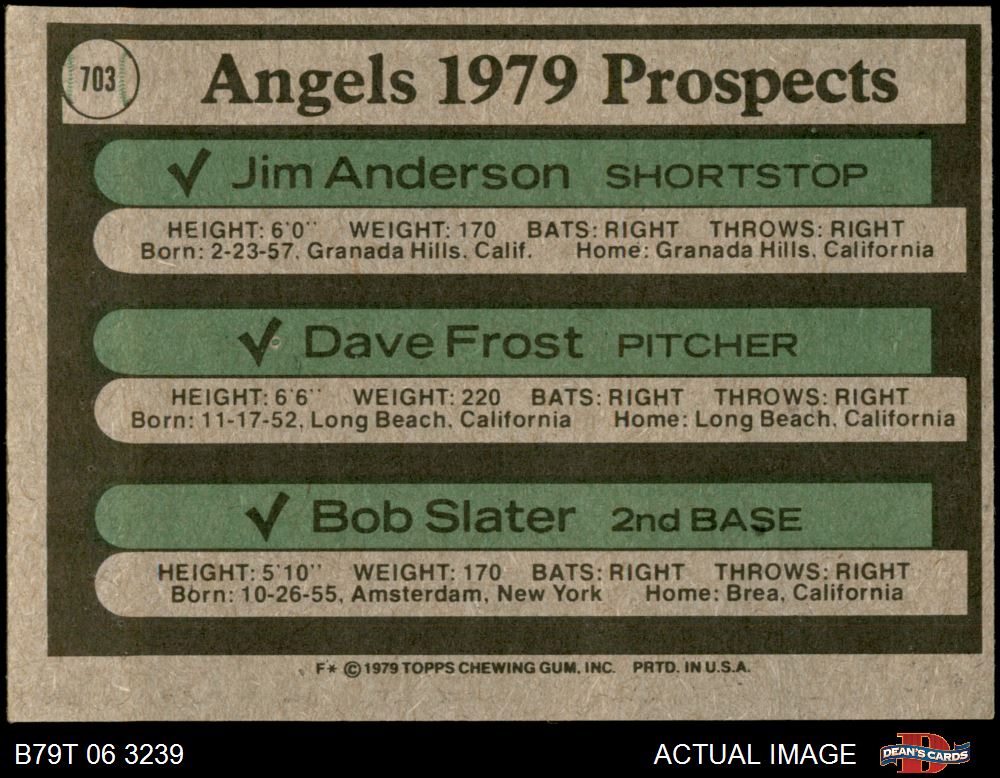 703
Angels 1979 Prospects
✓ Jim Anderson SHORTSTOP
HEIGHT: 6'0" WEIGHT: 170 BATS: RIGHT THROWS: RIGHT
Born: 2-23-57, Granada Hills, Calif. Home: Granada Hills, California
✓ Dave Frost PITCHER
HEIGHT: 6'6" WEIGHT: 220 BATS: RIGHT THROWS: RIGHT
Born: 11-17-52, Long Beach, California Home: Long Beach, California
✓ Bob Slater 2nd BASE
HEIGHT: 5'10" WEIGHT: 170 BATS: RIGHT THROWS: RIGHT
Born: 10-26-55, Amsterdam, New York Home: Brea, California
F* © 1979 TOPPS CHEWING GUM, INC. PRTD. IN U.S.A.
B79T 06 3239 ACTUAL IMAGE DEAN'S CARDS